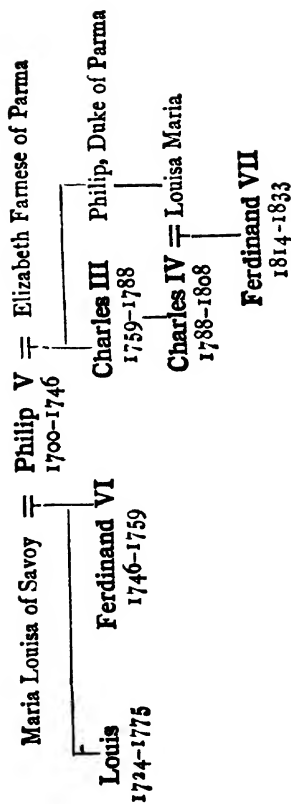 Maria Louisa of Savoy = Philip V = Elizabeth Farnese of Parma
1700-1746
Louis Ferdinand VI Charles III Philip, Duke of Parma
1724-1775 1746-1759 1759-1788
Charles IV = Louisa Maria
1788-1808
Ferdinand VII
1814-1833